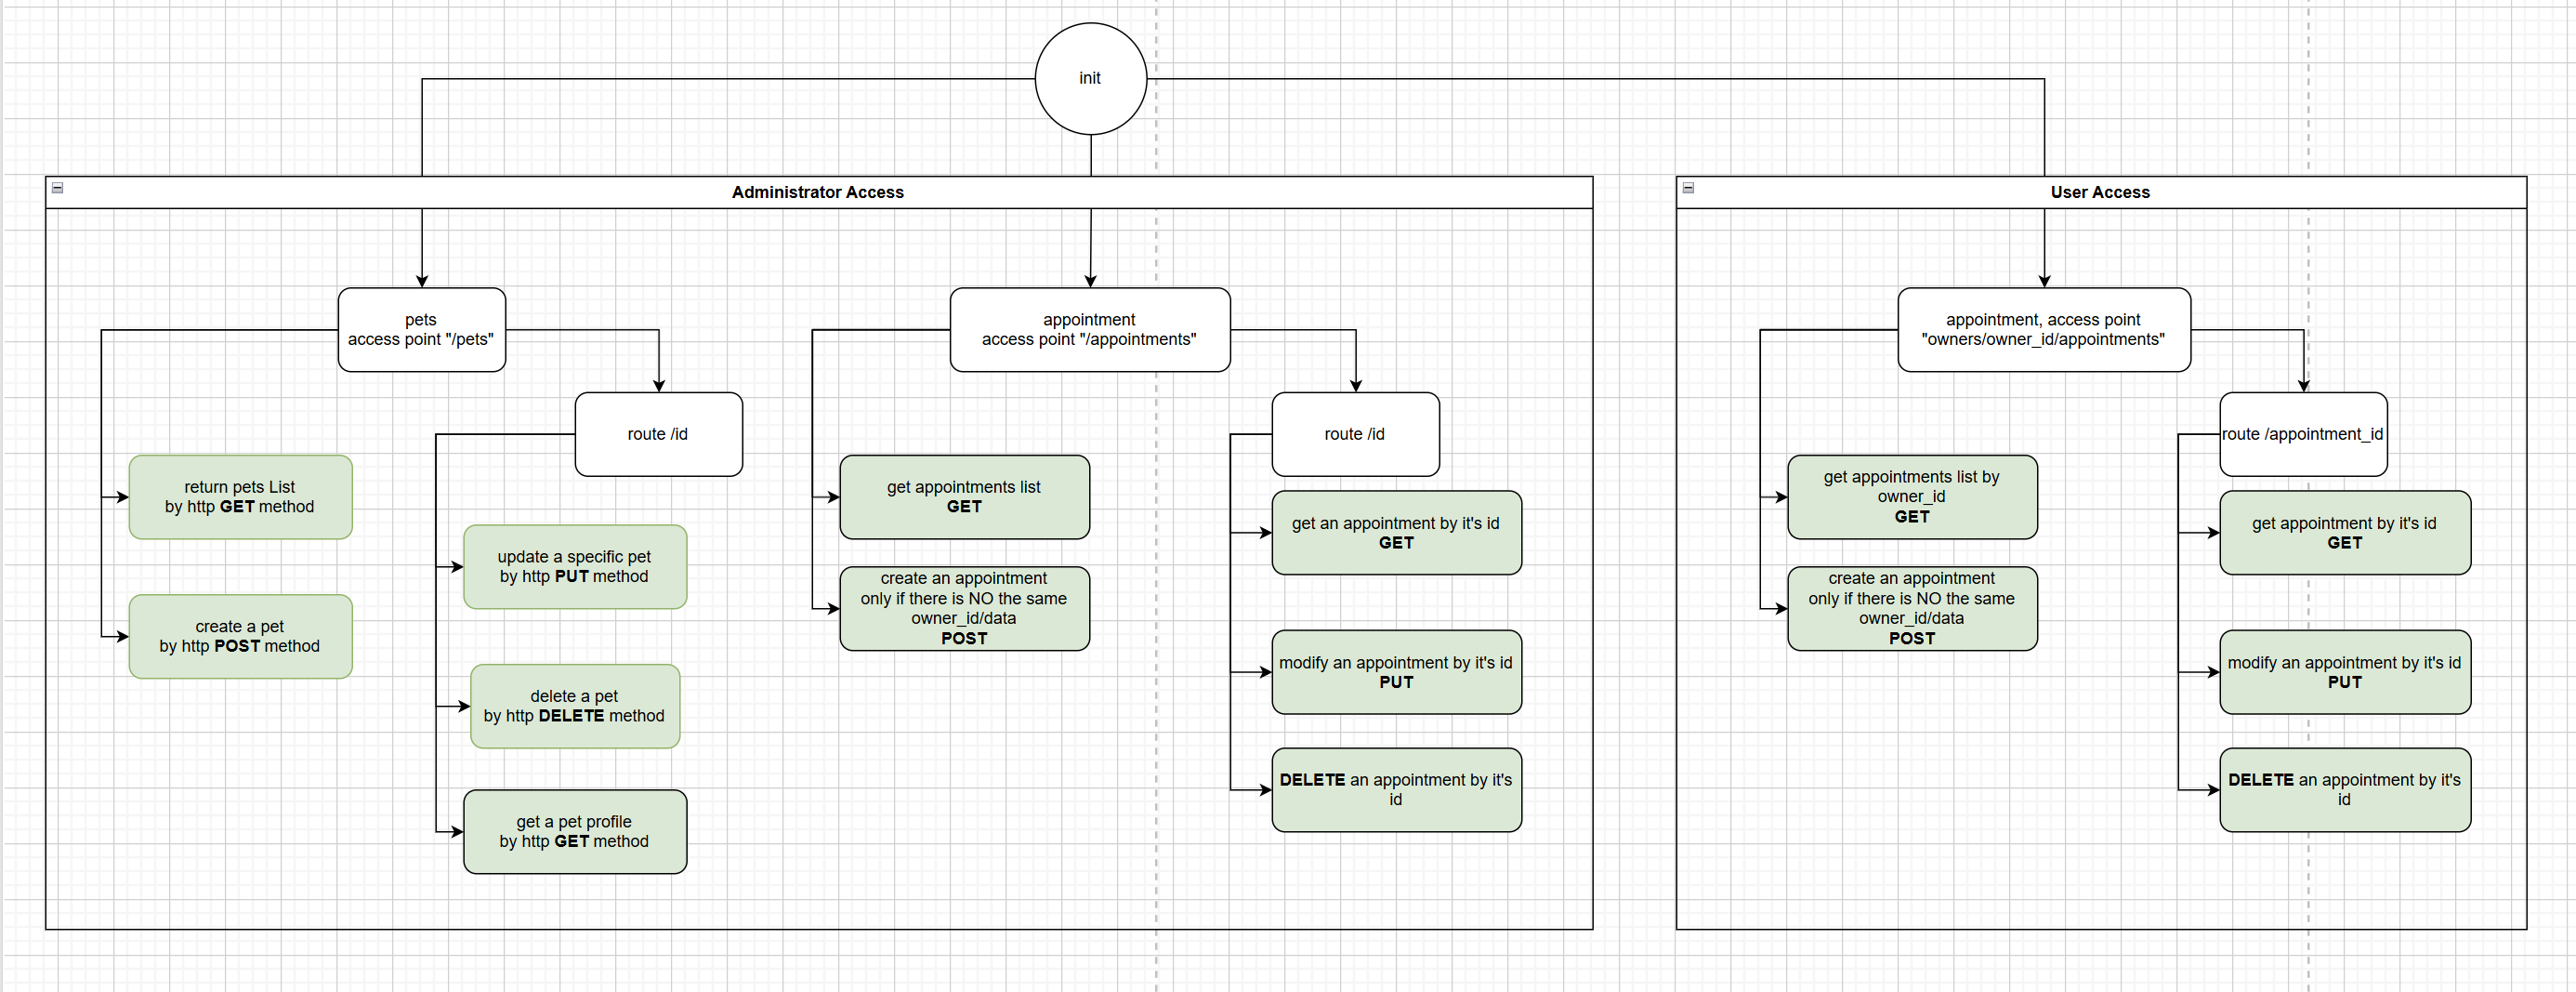 init
Administrator Access
pets
access point "/pets"
route /id
return pets List
by http GET method
create a pet
by http POST method
update a specific pet
by http PUT method
delete a pet
by http DELETE method
get a pet profile
by http GET method
appointment
access point "/appointments"
route /id
get appointments list
GET
create an appointment
only if there is NO the same
owner_id/data
POST
get an appointment by it's id
GET
modify an appointment by it's id
PUT
DELETE an appointment by it's
id
User Access
appointment, access point
"owners/owner_id/appointments"
route /appointment_id
get appointments list by
owner_id
GET
create an appointment
only if there is NO the same
owner_id/data
POST
get appointment by it's id
GET
modify an appointment by it's id
PUT
DELETE an appointment by it's
id